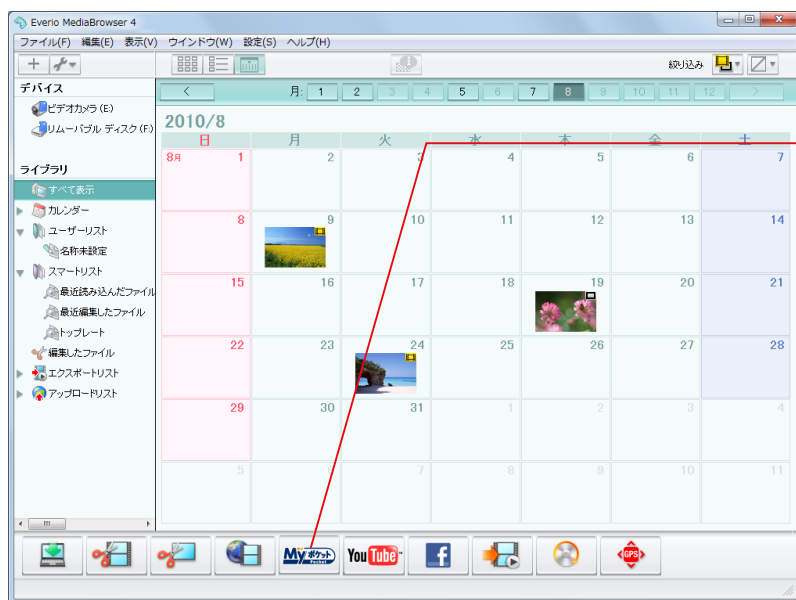 Everio MediaBrowser 4
ファイル(F) 編集(E) 表示(V) ウインドウ(W) 設定(S) ヘルプ(H)
絞り込み
デバイス
ビデオカメラ (E)
リムーバブル ディスク (F)
ライブラリ
すべて表示
カレンダー
ユーザーリスト
名称未設定
スマートリスト
最近読み込んだファイル
最近編集したファイル
トップレート
編集したファイル
エクスポートリスト
アップロードリスト
< 月: 1 2 3 4 5 6 7 8 9 10 11 12 >
2010/8
日 月 火 水 木 金 土
8月 1 2 3 4 5 6 7
8 9 10 11 12 13 14
15 16 17 18 19 20 21
22 23 24 25 26 27 28
29 30 31 1 2 3 4
5 6 7 8 9 10 11
Myポケット
Pocket
YouTube
f
GPS